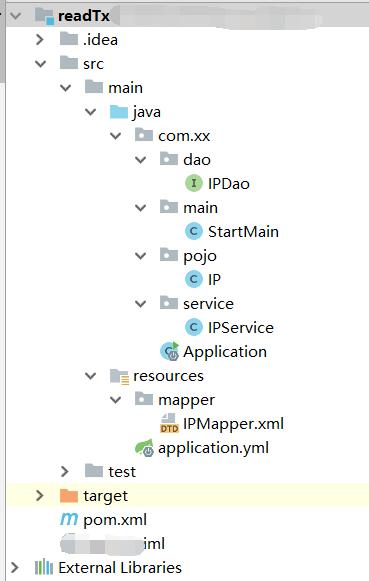 readTx
.idea
src
main
java
com.xx
dao
I IPDao
main
C StartMain
pojo
C IP
service
C IPService
C Application
resources
mapper
DTD IPMapper.xml
application.yml
test
target
m pom.xml
iml
External Libraries